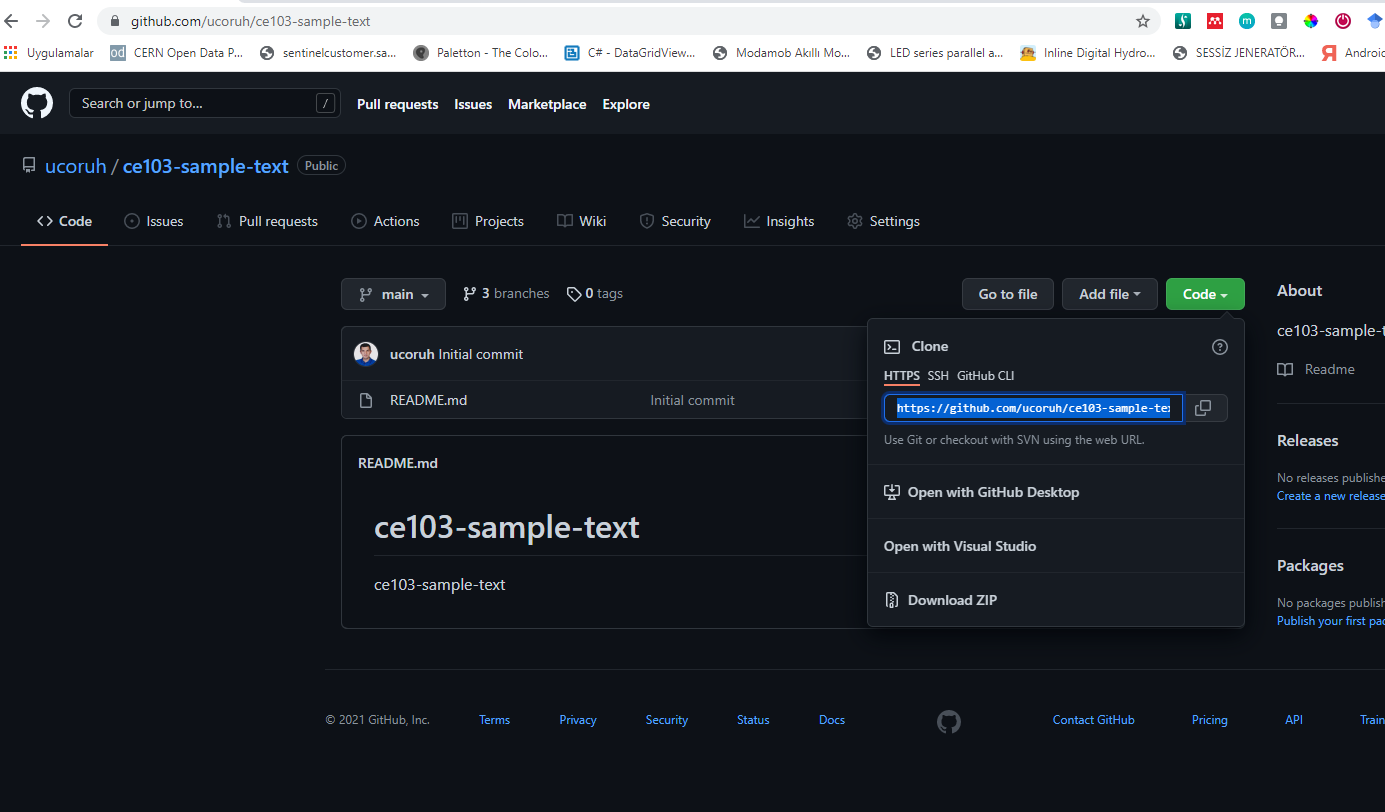 github.com/ucoruh/ce103-sample-text
Uygulamalar od CERN Open Data P... sentinelcustomer.sa... Paletton - The Colo... C# - DataGridView... Modamob Akıllı Mo... LED series parallel a... Inline Digital Hydro... SESSİZ JENERATÖR... Androic
Search or jump to... / Pull requests Issues Marketplace Explore
ucoruh / ce103-sample-text Public
Code Issues Pull requests Actions Projects Wiki Security Insights Settings
main 3 branches 0 tags Go to file Add file Code
About
ucoruh Initial commit
README.md Initial commit
Clone
HTTPS SSH GitHub CLI
https://github.com/ucoruh/ce103-sample-tex
Use Git or checkout with SVN using the web URL.
Open with GitHub Desktop
Open with Visual Studio
Download ZIP
ce103-sample-t
Readme
Releases
No releases publishe
Create a new release
Packages
No packages publish
Publish your first pac
README.md
ce103-sample-text
ce103-sample-text
© 2021 GitHub, Inc. Terms Privacy Security Status Docs Contact GitHub Pricing API Train